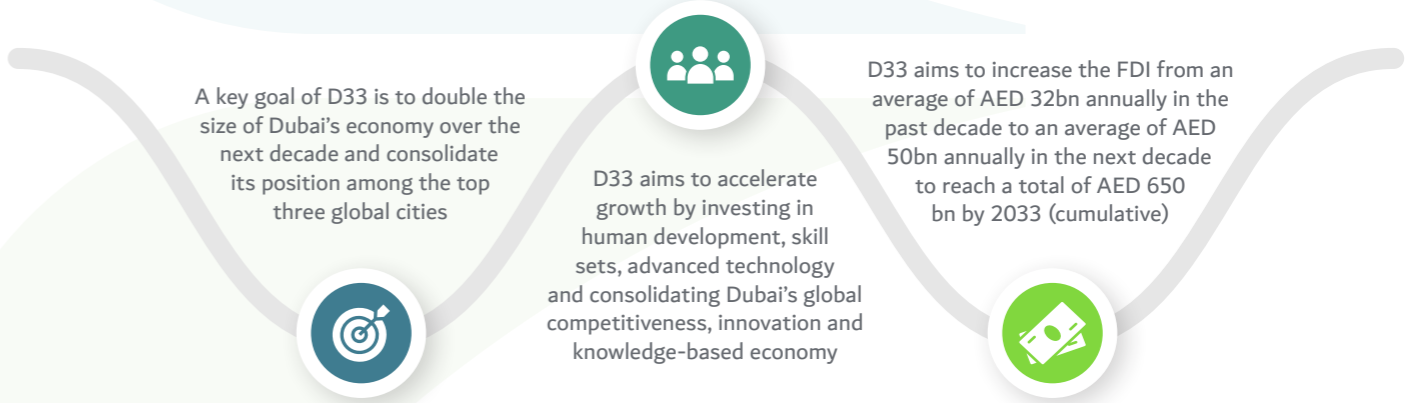 A key goal of D33 is to double the
size of Dubai’s economy over the
next decade and consolidate
its position among the top
three global cities
D33 aims to accelerate
growth by investing in
human development, skill
sets, advanced technology
and consolidating Dubai’s global
competitiveness, innovation and
knowledge-based economy
D33 aims to increase the FDI from an
average of AED 32bn annually in the
past decade to an average of AED
50bn annually in the next decade
to reach a total of AED 650
bn by 2033 (cumulative)